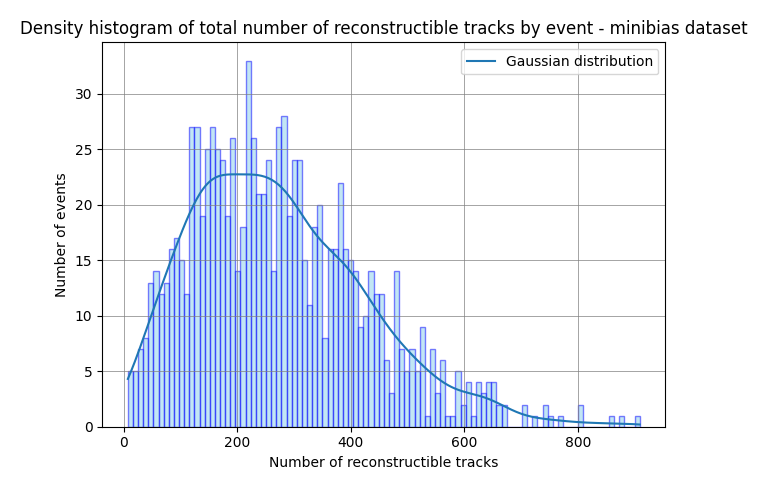 Density histogram of total number of reconstructible tracks by event - minibias dataset
Gaussian distribution
Number of events
30
25
20
15
10
5
0
0 200 400 600 800
Number of reconstructible tracks